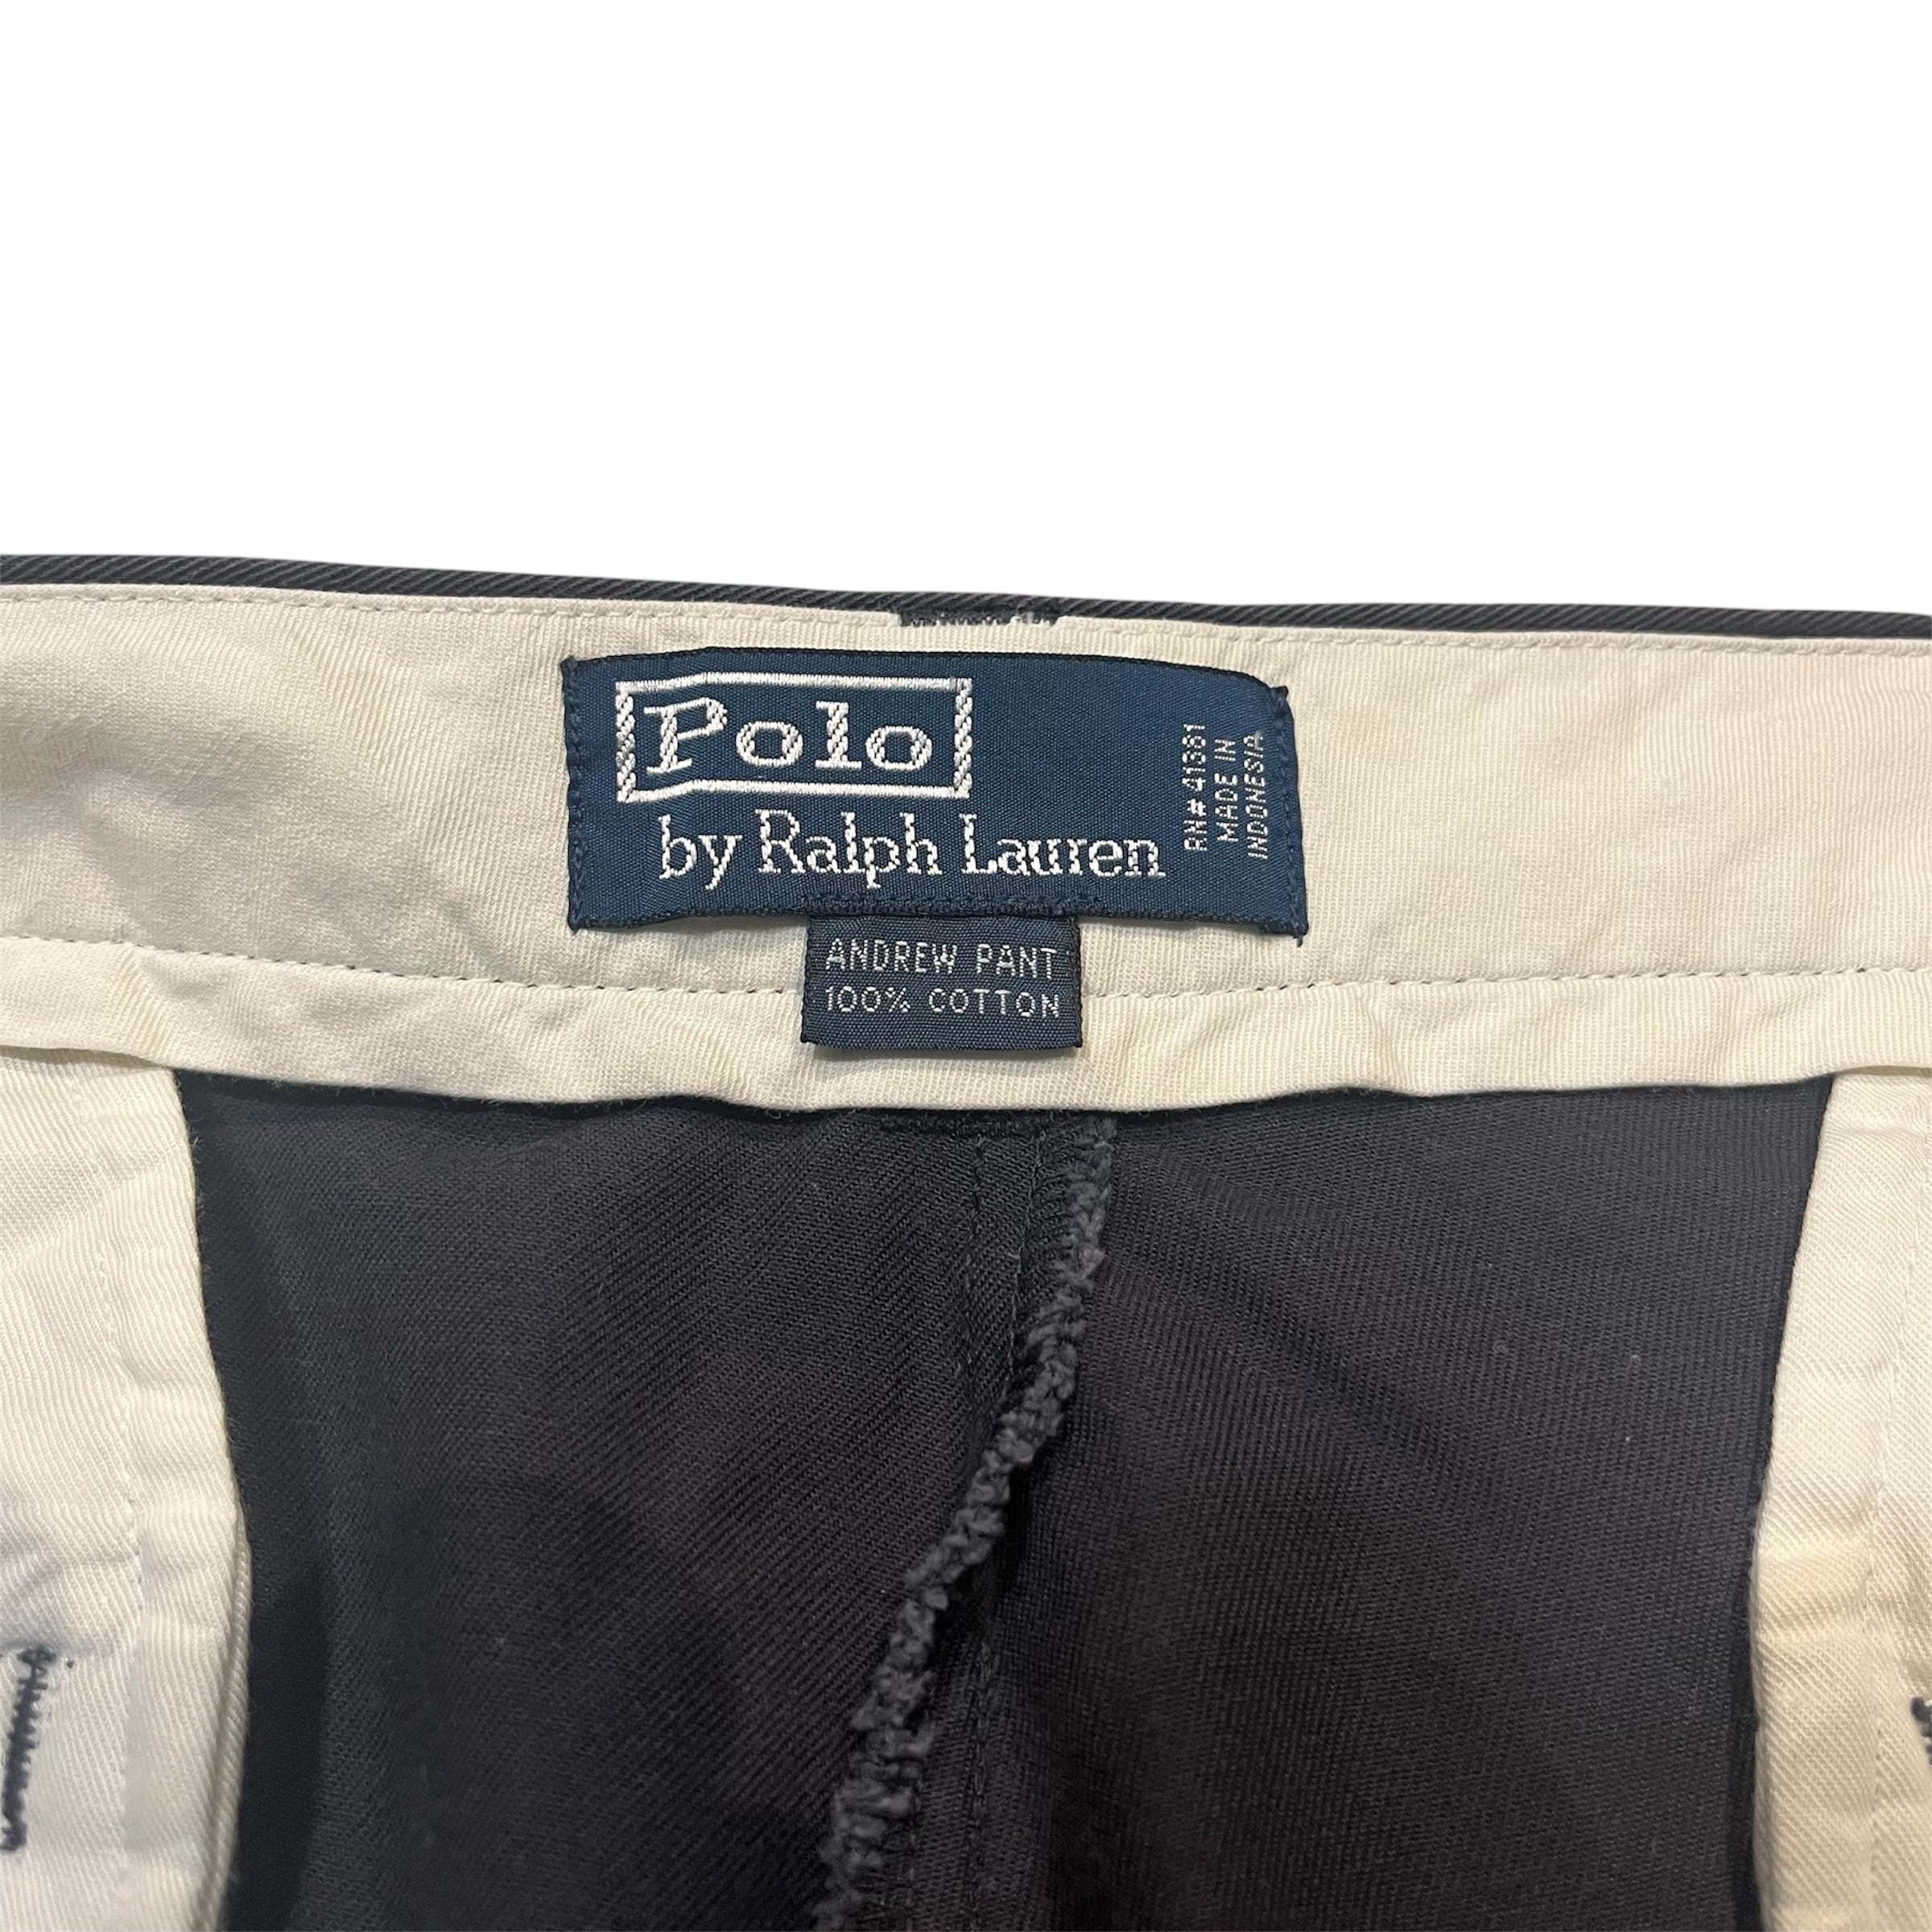 Polo
by Ralph Lauren
RN# 41381
MADE IN
INDONESIA
ANDREW PANT
100% COTTON